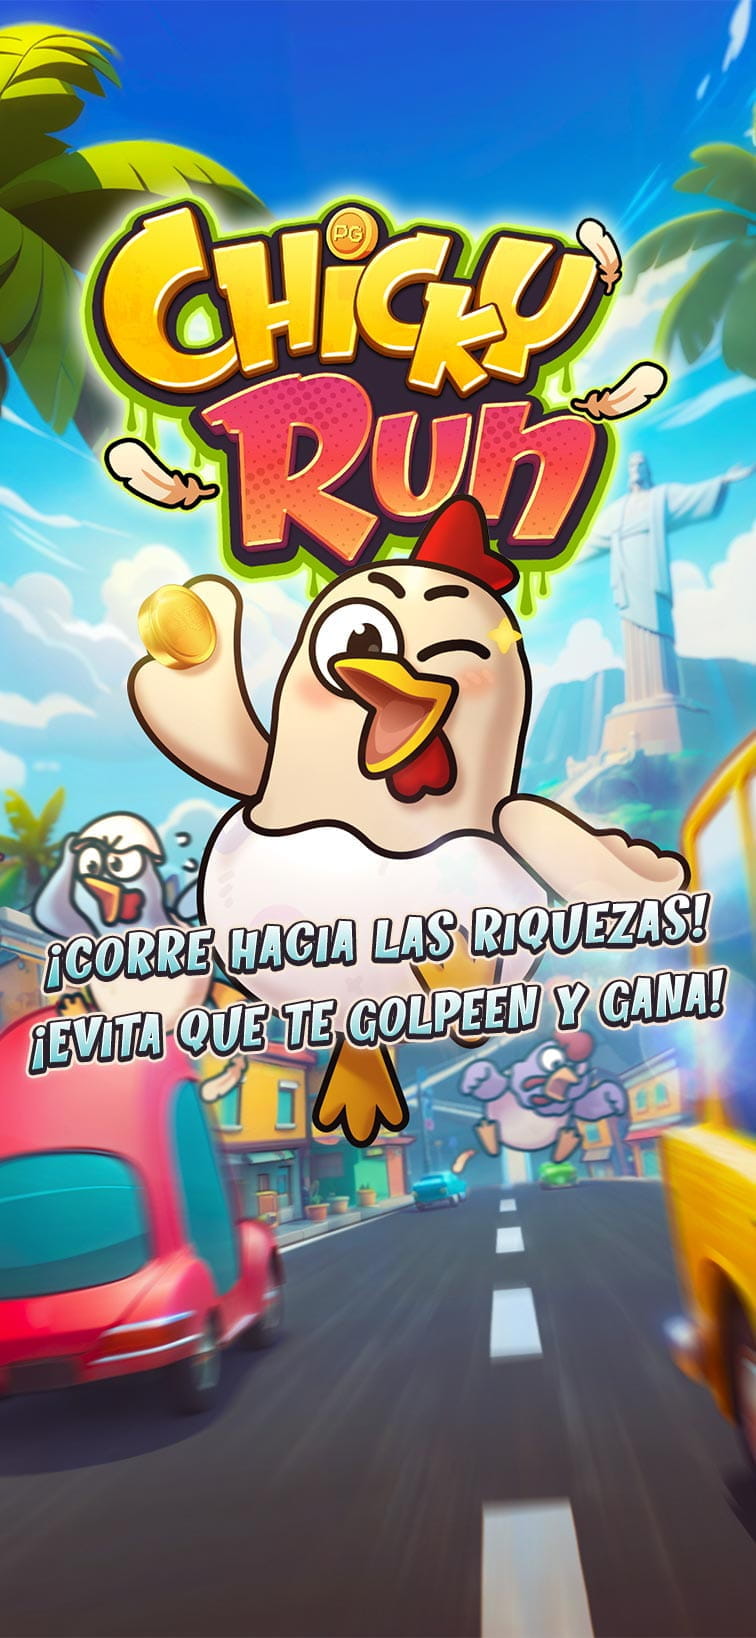 PG
CHICKY
RUN
¡CORRE HACIA LAS RIQUEZAS!
¡EVITA QUE TE GOLPEEN Y GANA!